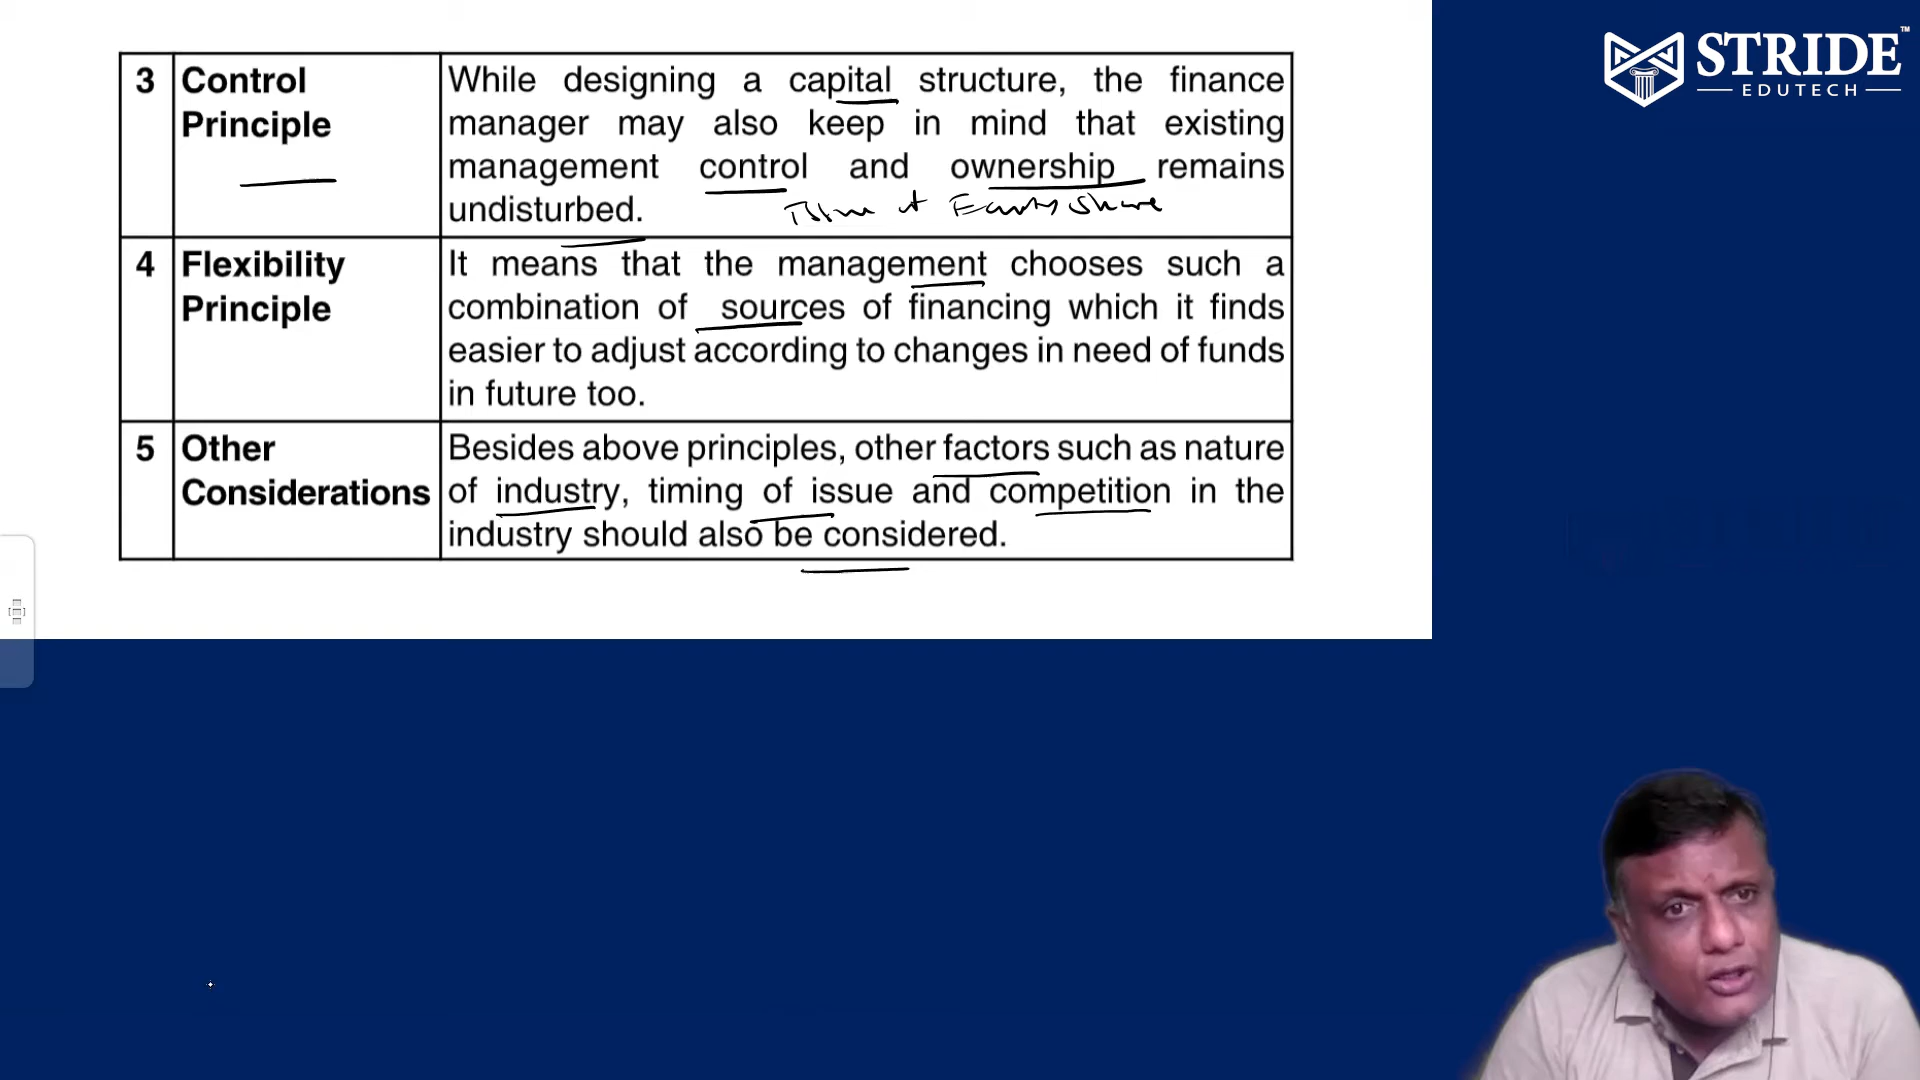 STRIDE™
EDUTECH
3 Control Principle While designing a capital structure, the finance
manager may also keep in mind that existing
management control and ownership remains
undisturbed.
Equity Share
4 Flexibility Principle It means that the management chooses such a
combination of sources of financing which it finds
easier to adjust according to changes in need of funds
in future too.
5 Other Considerations Besides above principles, other factors such as nature
of industry, timing of issue and competition in the
industry should also be considered.